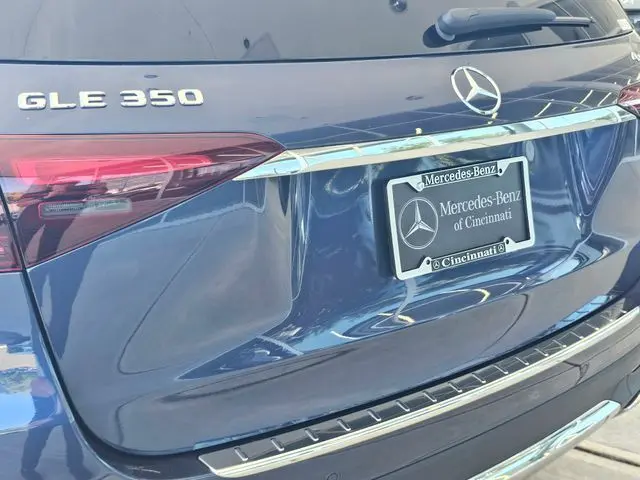 GLE 350
Mercedes-Benz
Mercedes-Benz
of Cincinnati
Cincinnati